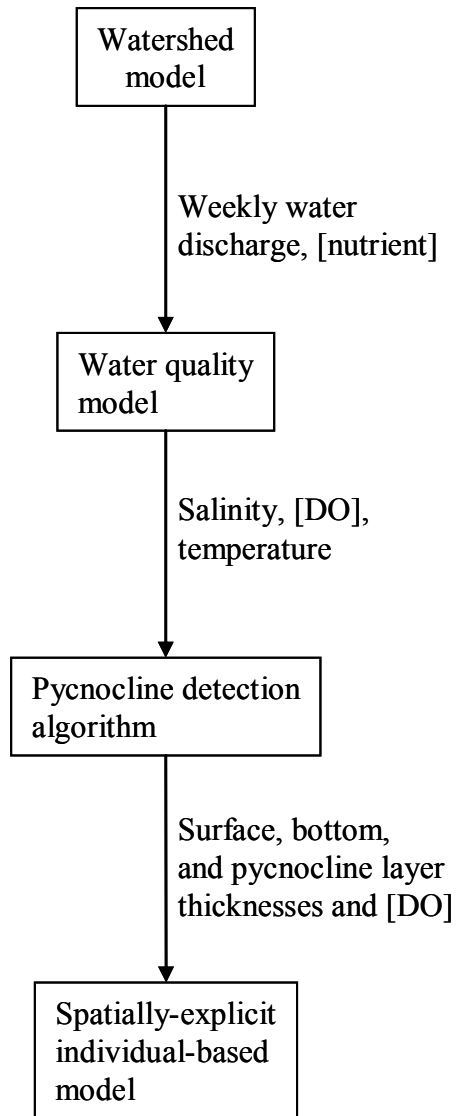 Watershed
model
Weekly water
discharge, [nutrient]
Water quality
model
Salinity, [DO],
temperature
Pycnocline detection
algorithm
Surface, bottom,
and pycnocline layer
thicknesses and [DO]
Spatially-explicit
individual-based
model